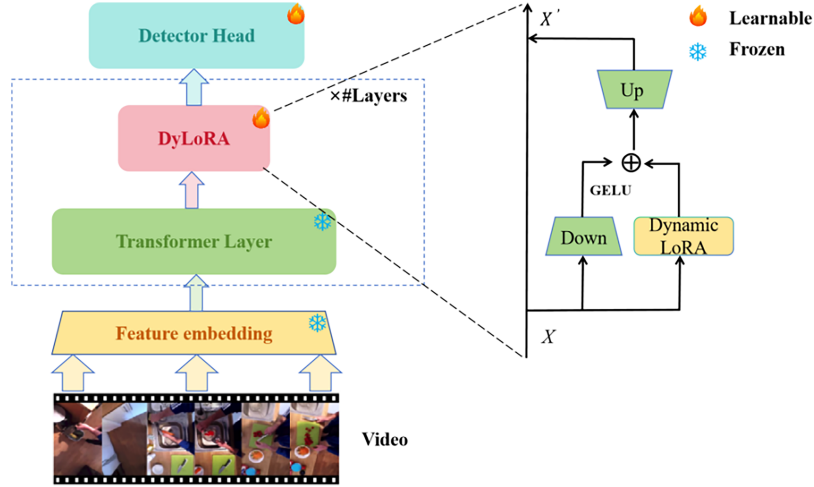 Detector Head
×#Layers
DyLoRA
Transformer Layer
Feature embedding
Video
X'
Learnable
Frozen
Up
⊕
GELU
Down
Dynamic
LoRA
X